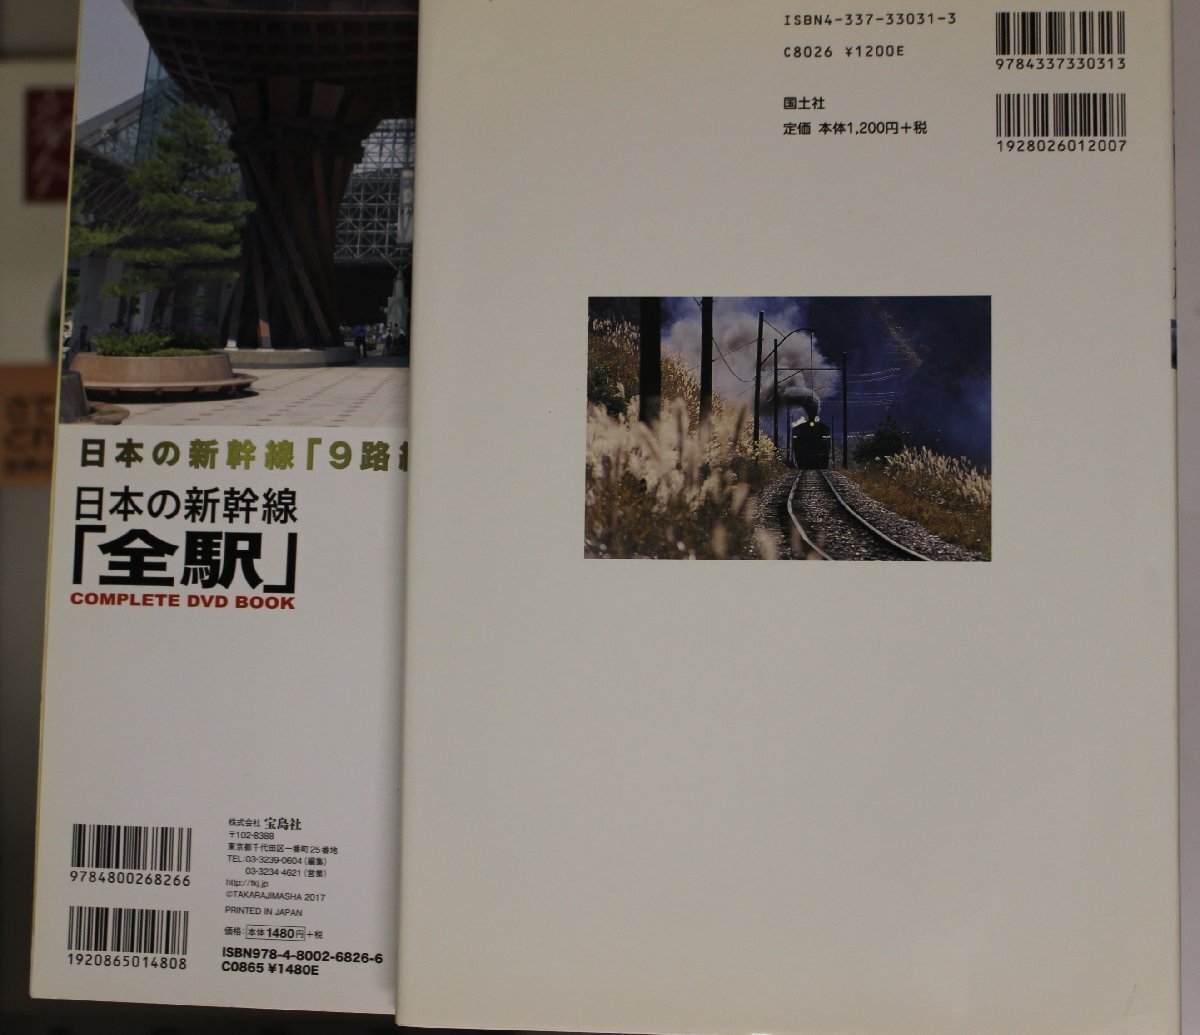 日本の新幹線「9路
日本の新幹線
「全駅」
COMPLETE DVD BOOK
9784800268266
1920865014808
株式会社 宝島社
〒102-8388
東京都千代田区一番町25番地
TEL:03-3239-0604(編集)
03-3234-4621(営業)
http://tkj.jp
©TAKARAJIMASHA 2017
PRINTED IN JAPAN
価格:本体1480円+税
ISBN978-4-8002-6826-6
C0865 ¥1480E
ISBN4-337-33031-3
C8026 ¥1200E
国土社
定価 本体1,200円+税
9784337330313
1928026012007